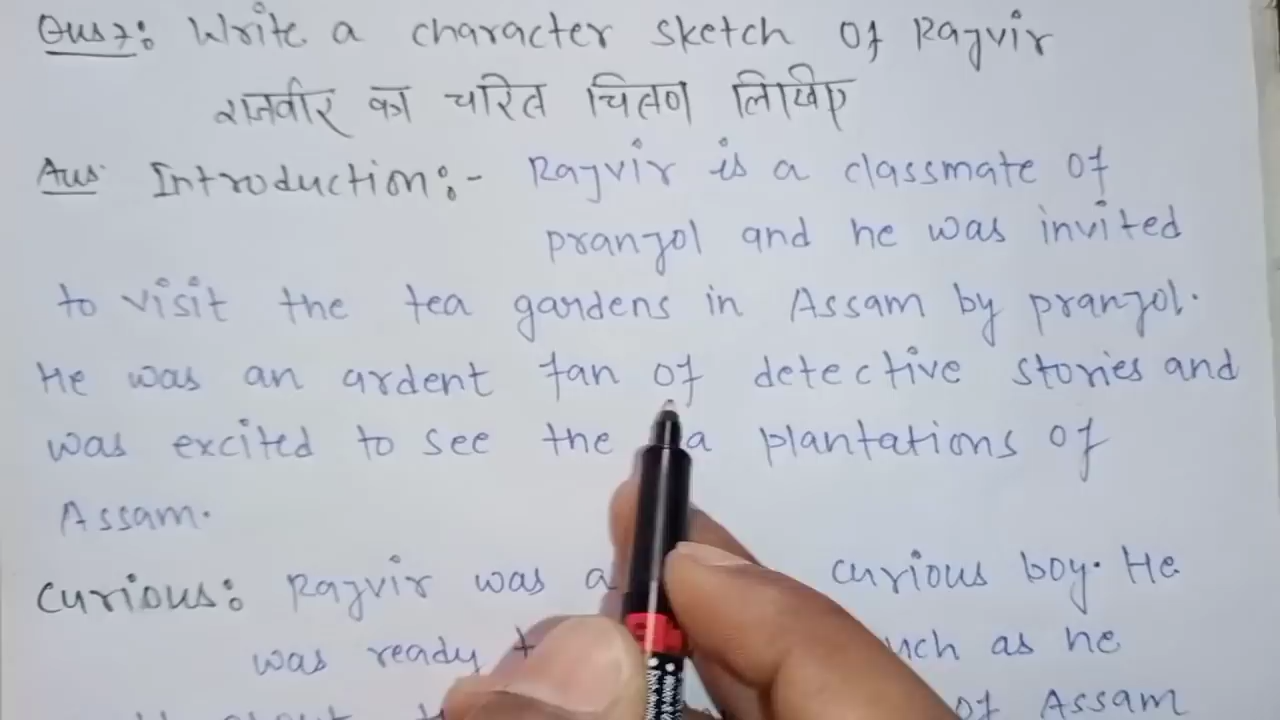 Qus7: Write a character sketch of Rajvir
राजवीर का चरित चित्रण लिखिए
Ans Introduction:- Rajvir is a classmate of
pranjol and he was invited
to visit the tea gardens in Assam by pranjol.
He was an ardent fan of detective stories and
was excited to see the plantations of
Assam.
Curious: Rajvir was a curious boy. He
was ready as he
of Assam